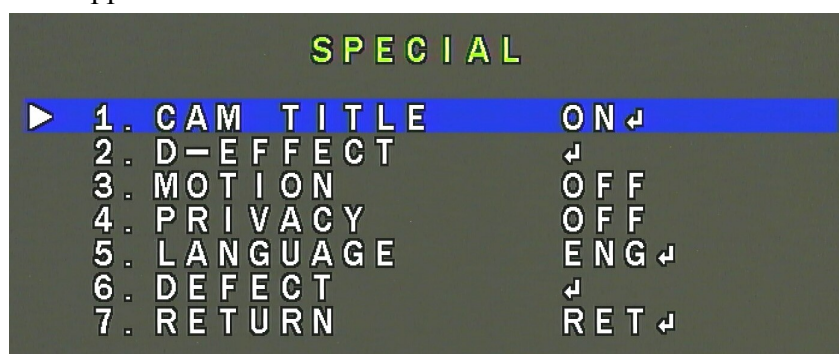 SPECIAL
1. CAM TITLE ON↵
2. D-EFFECT ↵
3. MOTION OFF
4. PRIVACY OFF
5. LANGUAGE ENG↵
6. DEFECT ↵
7. RETURN RET↵